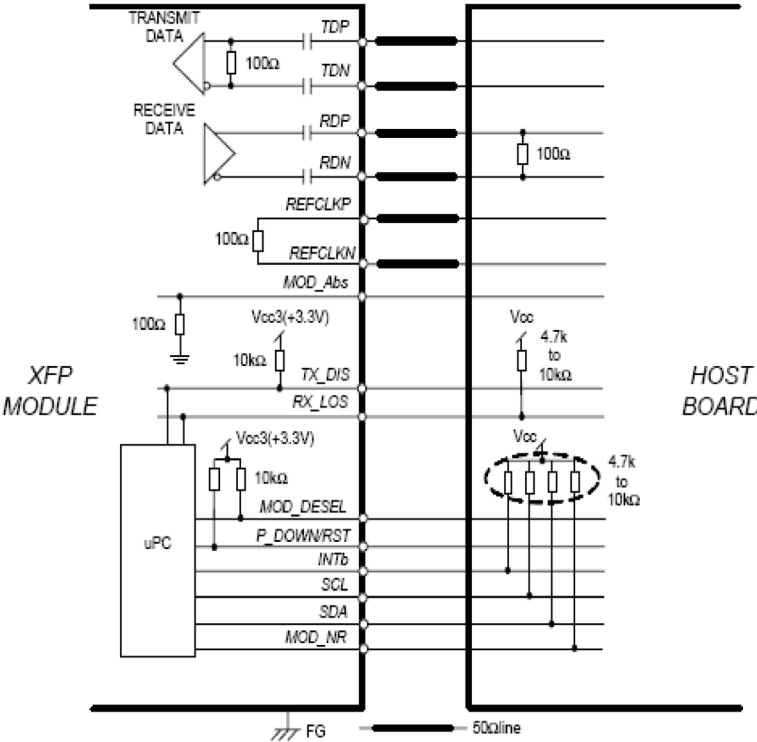 TRANSMIT
DATA
TDP
100Ω
TDN
RECEIVE
DATA
RDP
100Ω
RDN
REFCLKP
100Ω
REFCLKN
MOD_Abs
100Ω
Vcc3(+3.3V)
10kΩ
Vcc
4.7k
to
10kΩ
XFP
MODULE
HOST
BOARD
TX_DIS
RX_LOS
Vcc3(+3.3V)
10kΩ
Vcc
4.7k
to
10kΩ
MOD_DESEL
P_DOWN/RST
uPC
INTb
SCL
SDA
MOD_NR
FG
50Ωline